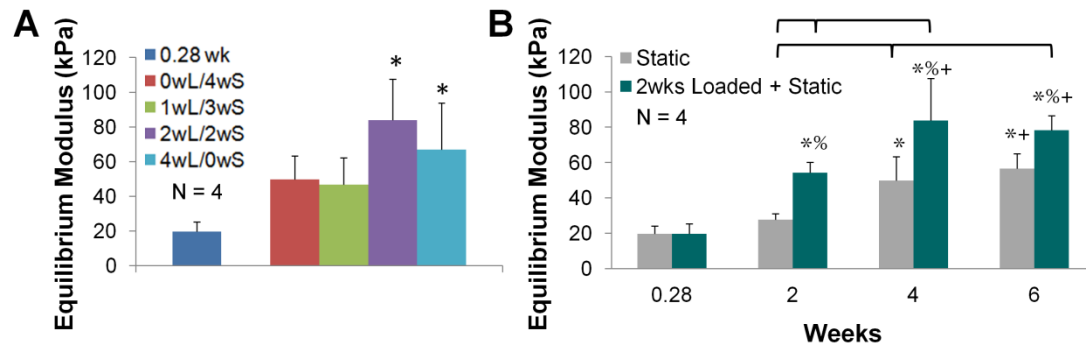 A
Equilibrium Modulus (kPa)
120
100
80
60
40
20
0
0.28 wk
0wL/4wS
1wL/3wS
2wL/2wS
4wL/0wS
N = 4
*
*
B
Equilibrium Modulus (kPa)
120
100
80
60
40
20
0
Static
2wks Loaded + Static
N = 4
*%
*
*%+
*+
*%+
0.28
2
4
6
Weeks